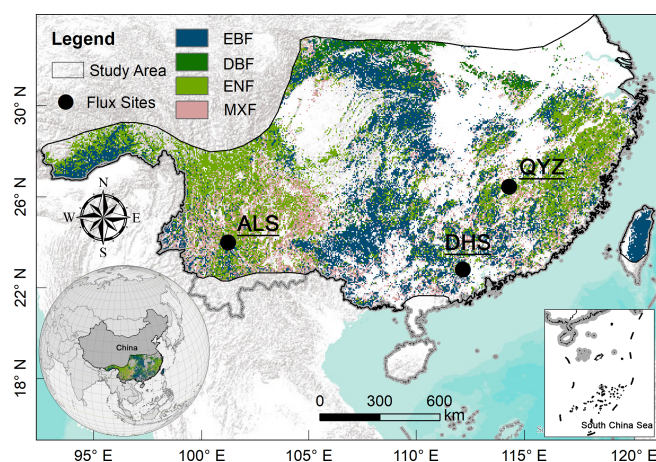 Legend
Study Area
Flux Sites
EBF
DBF
ENF
MXF
30° N
26° N
22° N
18° N
N
W
E
S
ALS
QYZ
DHS
China
0
300
600
km
South China Sea
95° E
100° E
105° E
110° E
115° E
120° E